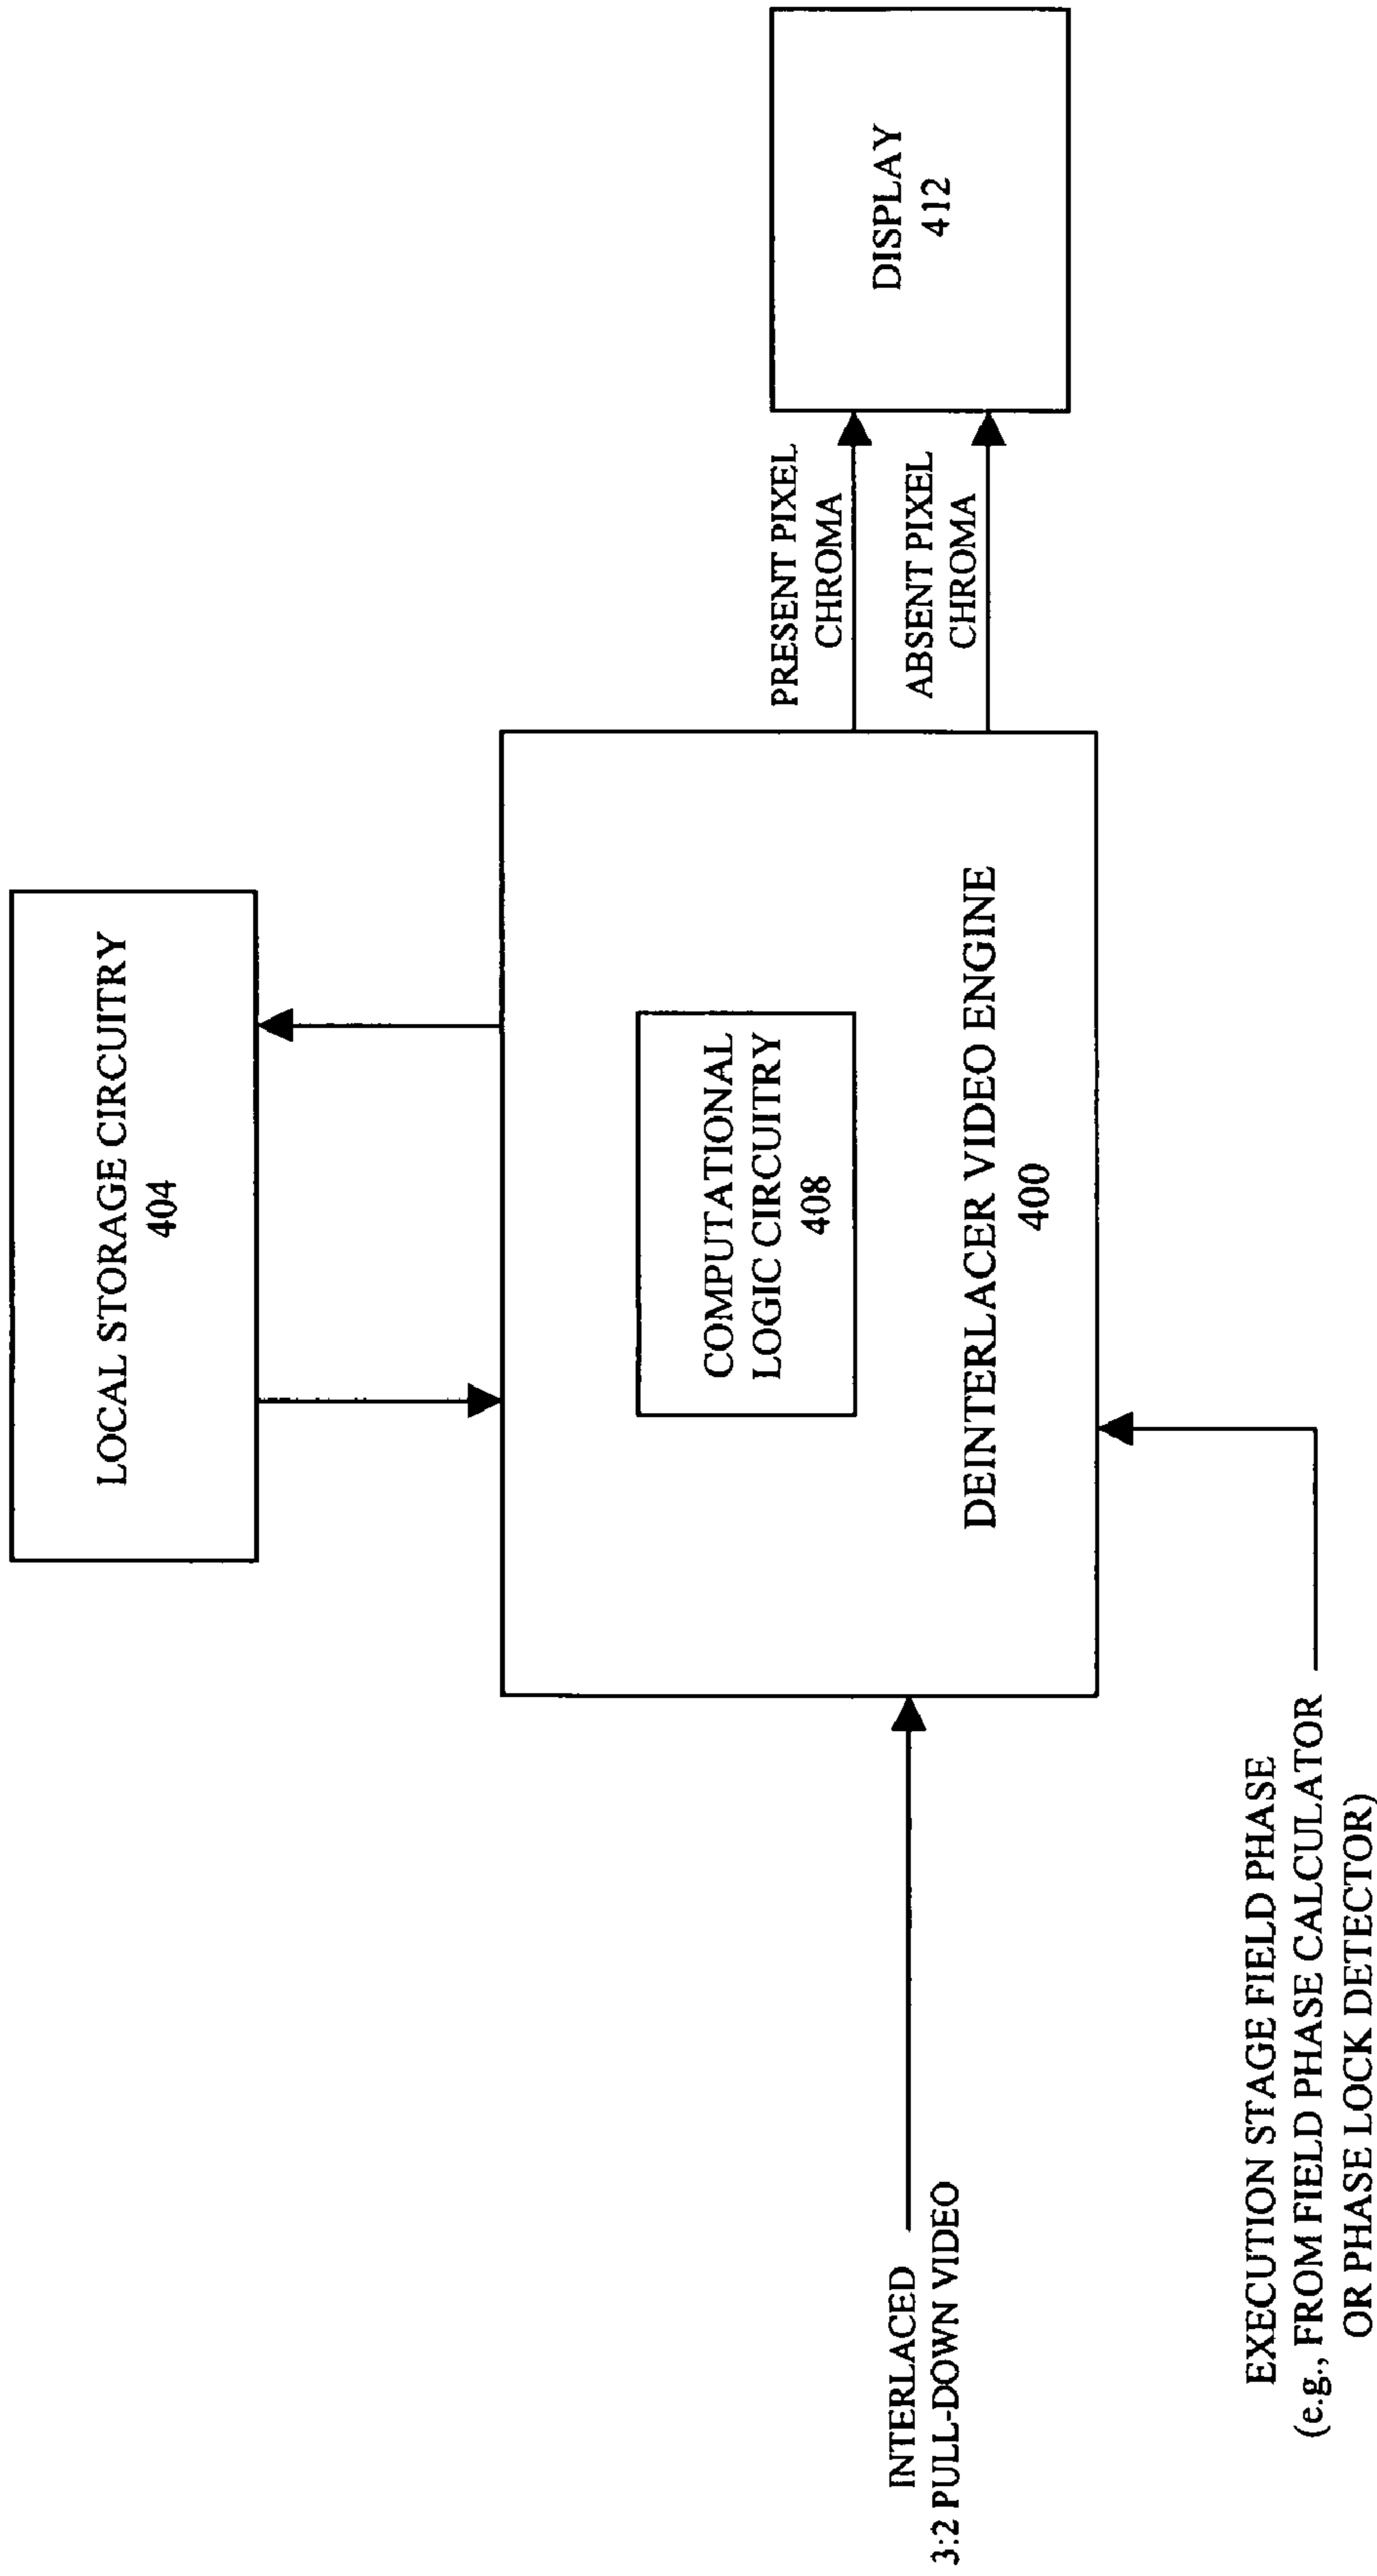 LOCAL STORAGE CIRCUITRY
404
COMPUTATIONAL
LOGIC CIRCUITRY
408
DEINTERLACER VIDEO ENGINE
400
INTERLACED
3:2 PULL-DOWN VIDEO
EXECUTION STAGE FIELD PHASE
(e.g., FROM FIELD PHASE CALCULATOR
OR PHASE LOCK DETECTOR)
PRESENT PIXEL
CHROMA
ABSENT PIXEL
CHROMA
DISPLAY
412